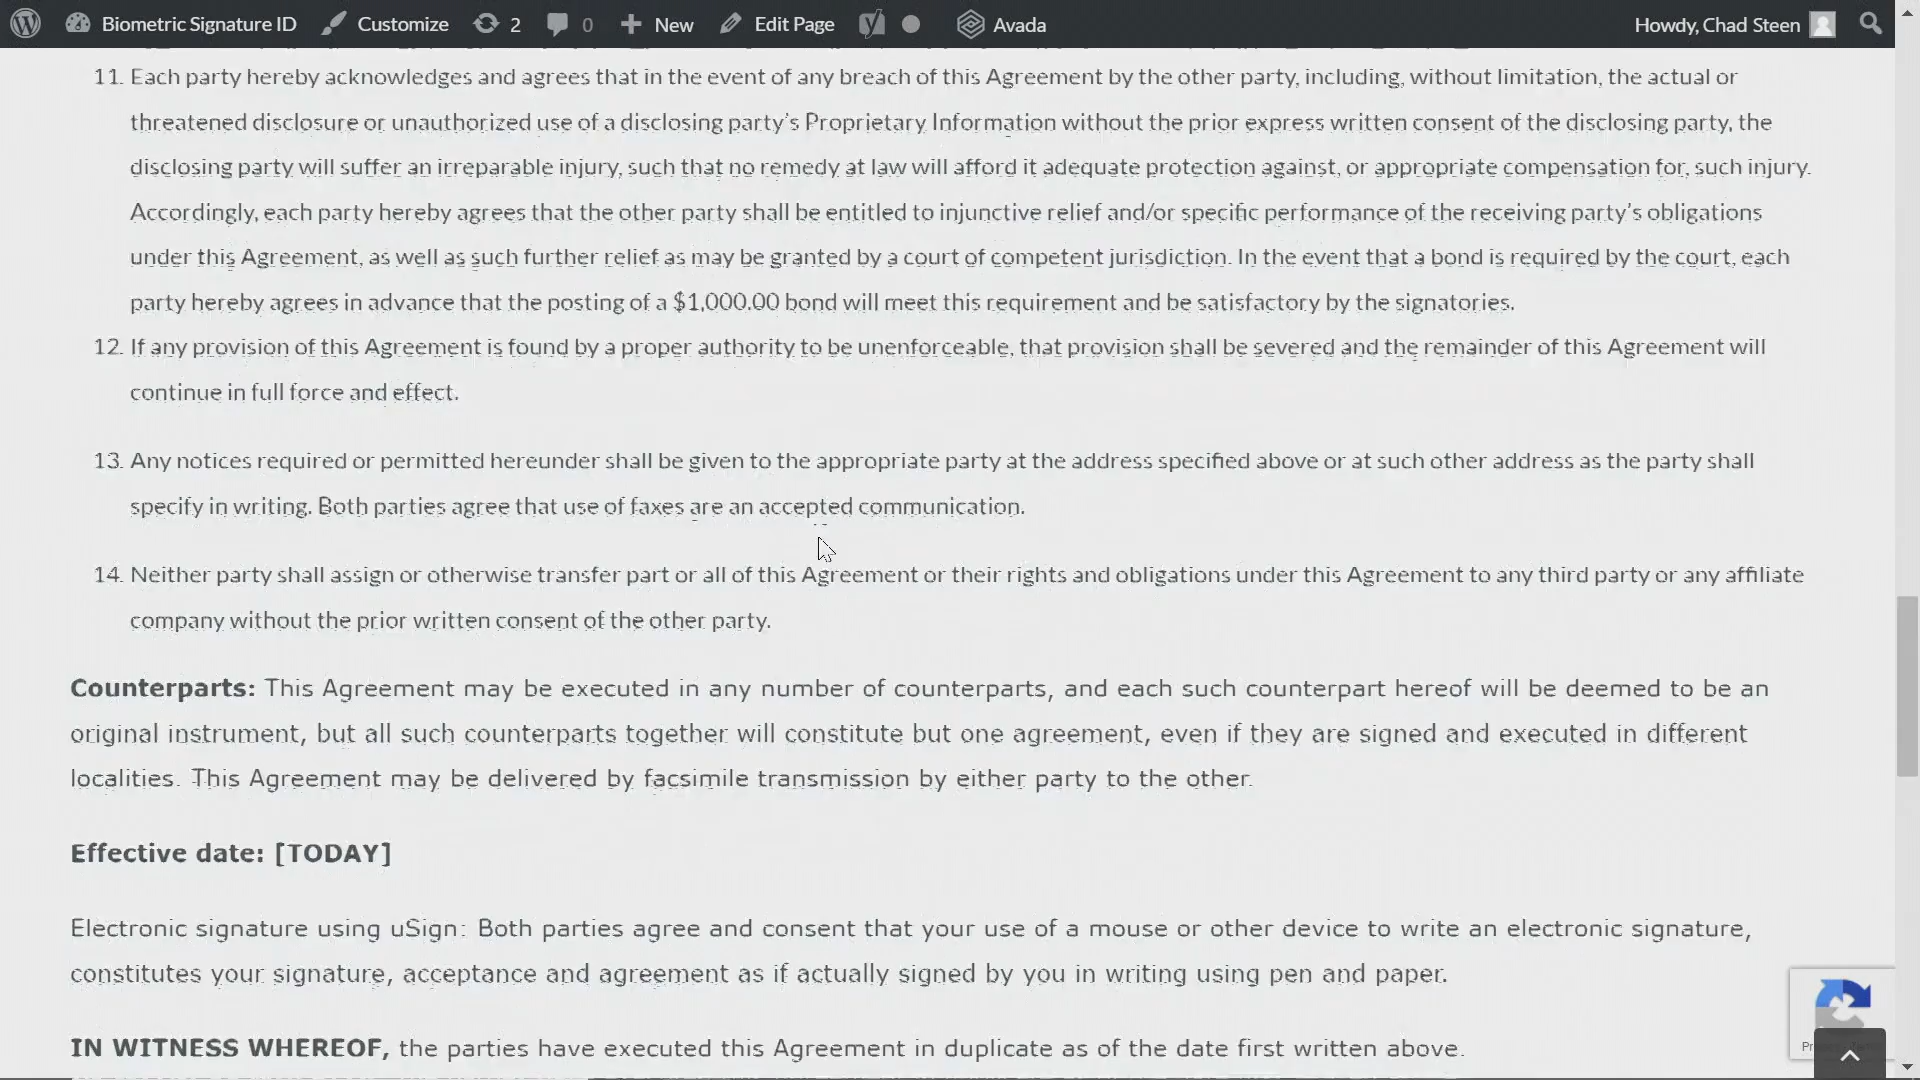 Biometric Signature ID Customize 2 0 New Edit Page Avada Howdy, Chad Steen
11. Each party hereby acknowledges and agrees that in the event of any breach of this Agreement by the other party, including, without limitation, the actual or
threatened disclosure or unauthorized use of a disclosing party's Proprietary Information without the prior express written consent of the disclosing party, the
disclosing party will suffer an irreparable injury, such that no remedy at law will afford it adequate protection against, or appropriate compensation for, such injury.
Accordingly, each party hereby agrees that the other party shall be entitled to injunctive relief and/or specific performance of the receiving party's obligations
under this Agreement, as well as such further relief as may be granted by a court of competent jurisdiction. In the event that a bond is required by the court, each
party hereby agrees in advance that the posting of a $1,000.00 bond will meet this requirement and be satisfactory by the signatories.
12. If any provision of this Agreement is found by a proper authority to be unenforceable, that provision shall be severed and the remainder of this Agreement will
continue in full force and effect.
13. Any notices required or permitted hereunder shall be given to the appropriate party at the address specified above or at such other address as the party shall
specify in writing. Both parties agree that use of faxes are an accepted communication.
14. Neither party shall assign or otherwise transfer part or all of this Agreement or their rights and obligations under this Agreement to any third party or any affiliate
company without the prior written consent of the other party.
Counterparts: This Agreement may be executed in any number of counterparts, and each such counterpart hereof will be deemed to be an
original instrument, but all such counterparts together will constitute but one agreement, even if they are signed and executed in different
localities. This Agreement may be delivered by facsimile transmission by either party to the other.
Effective date: [TODAY]
Electronic signature using uSign: Both parties agree and consent that your use of a mouse or other device to write an electronic signature,
constitutes your signature, acceptance and agreement as if actually signed by you in writing using pen and paper.
IN WITNESS WHEREOF, the parties have executed this Agreement in duplicate as of the date first written above.